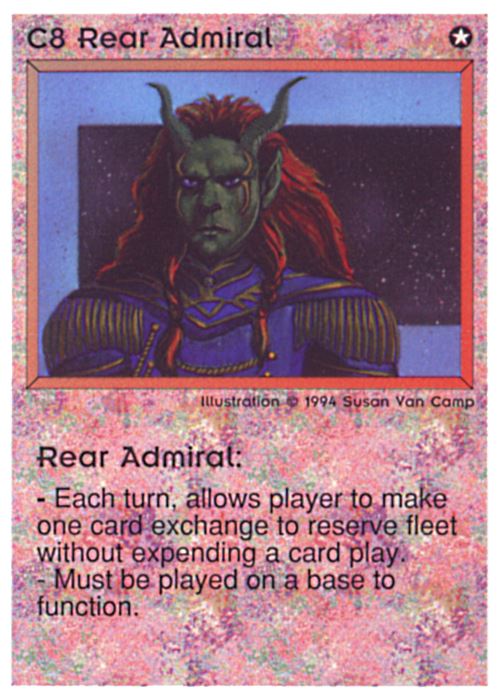 C8 Rear Admiral
Illustration © 1994 Susan Van Camp
Rear Admiral:
- Each turn, allows player to make
one card exchange to reserve fleet
without expending a card play.
- Must be played on a base to
function.